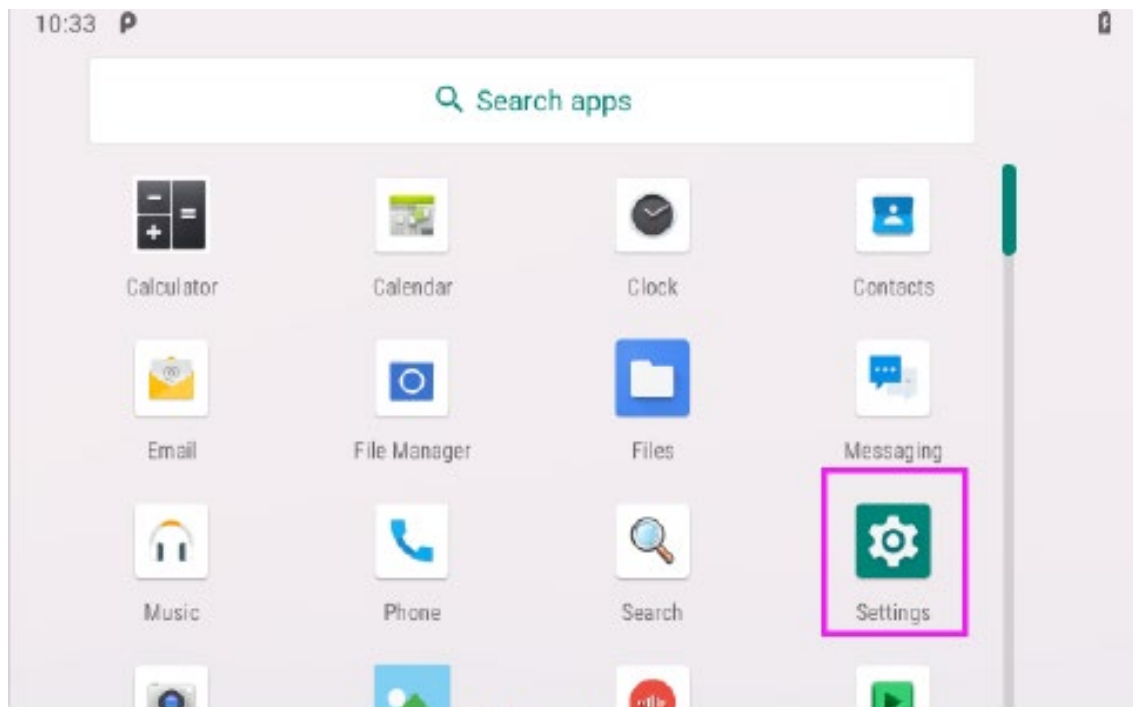 10:33
Search apps
Calculator Calendar Clock Contacts
Email File Manager Files Messaging
Music Phone Search Settings